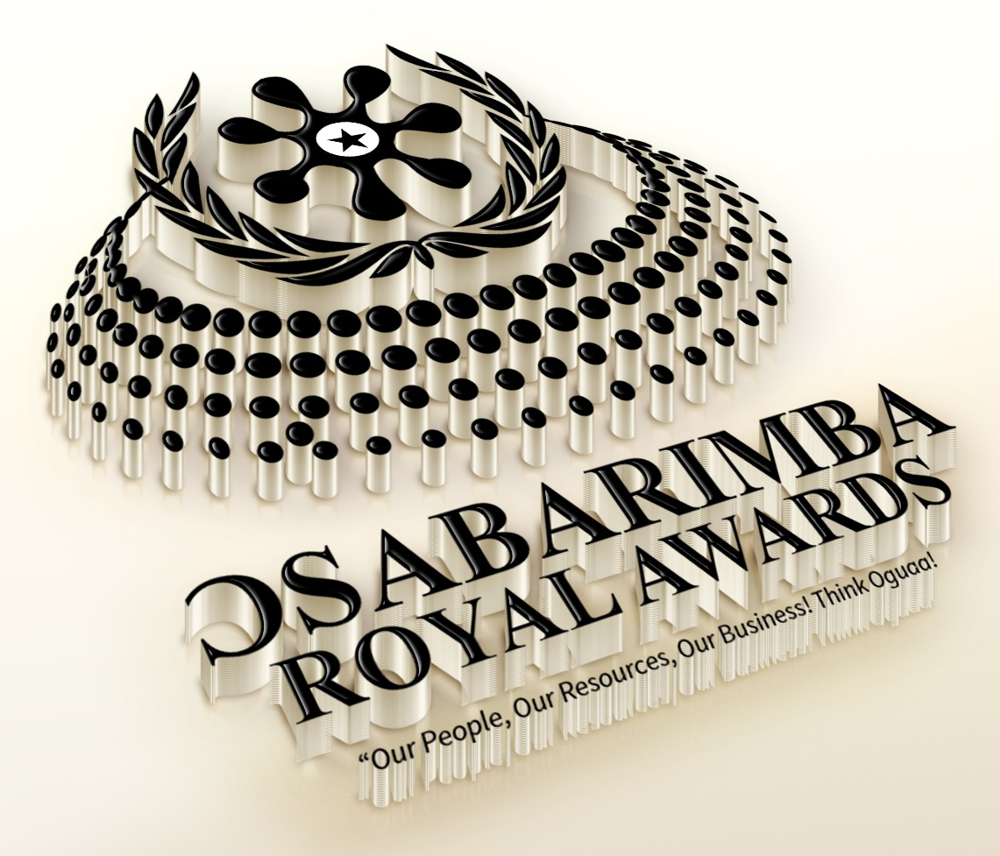 ƆSABARIMBA
ROYAL AWARDS
“Our People, Our Resources, Our Business! Think Oguaa!